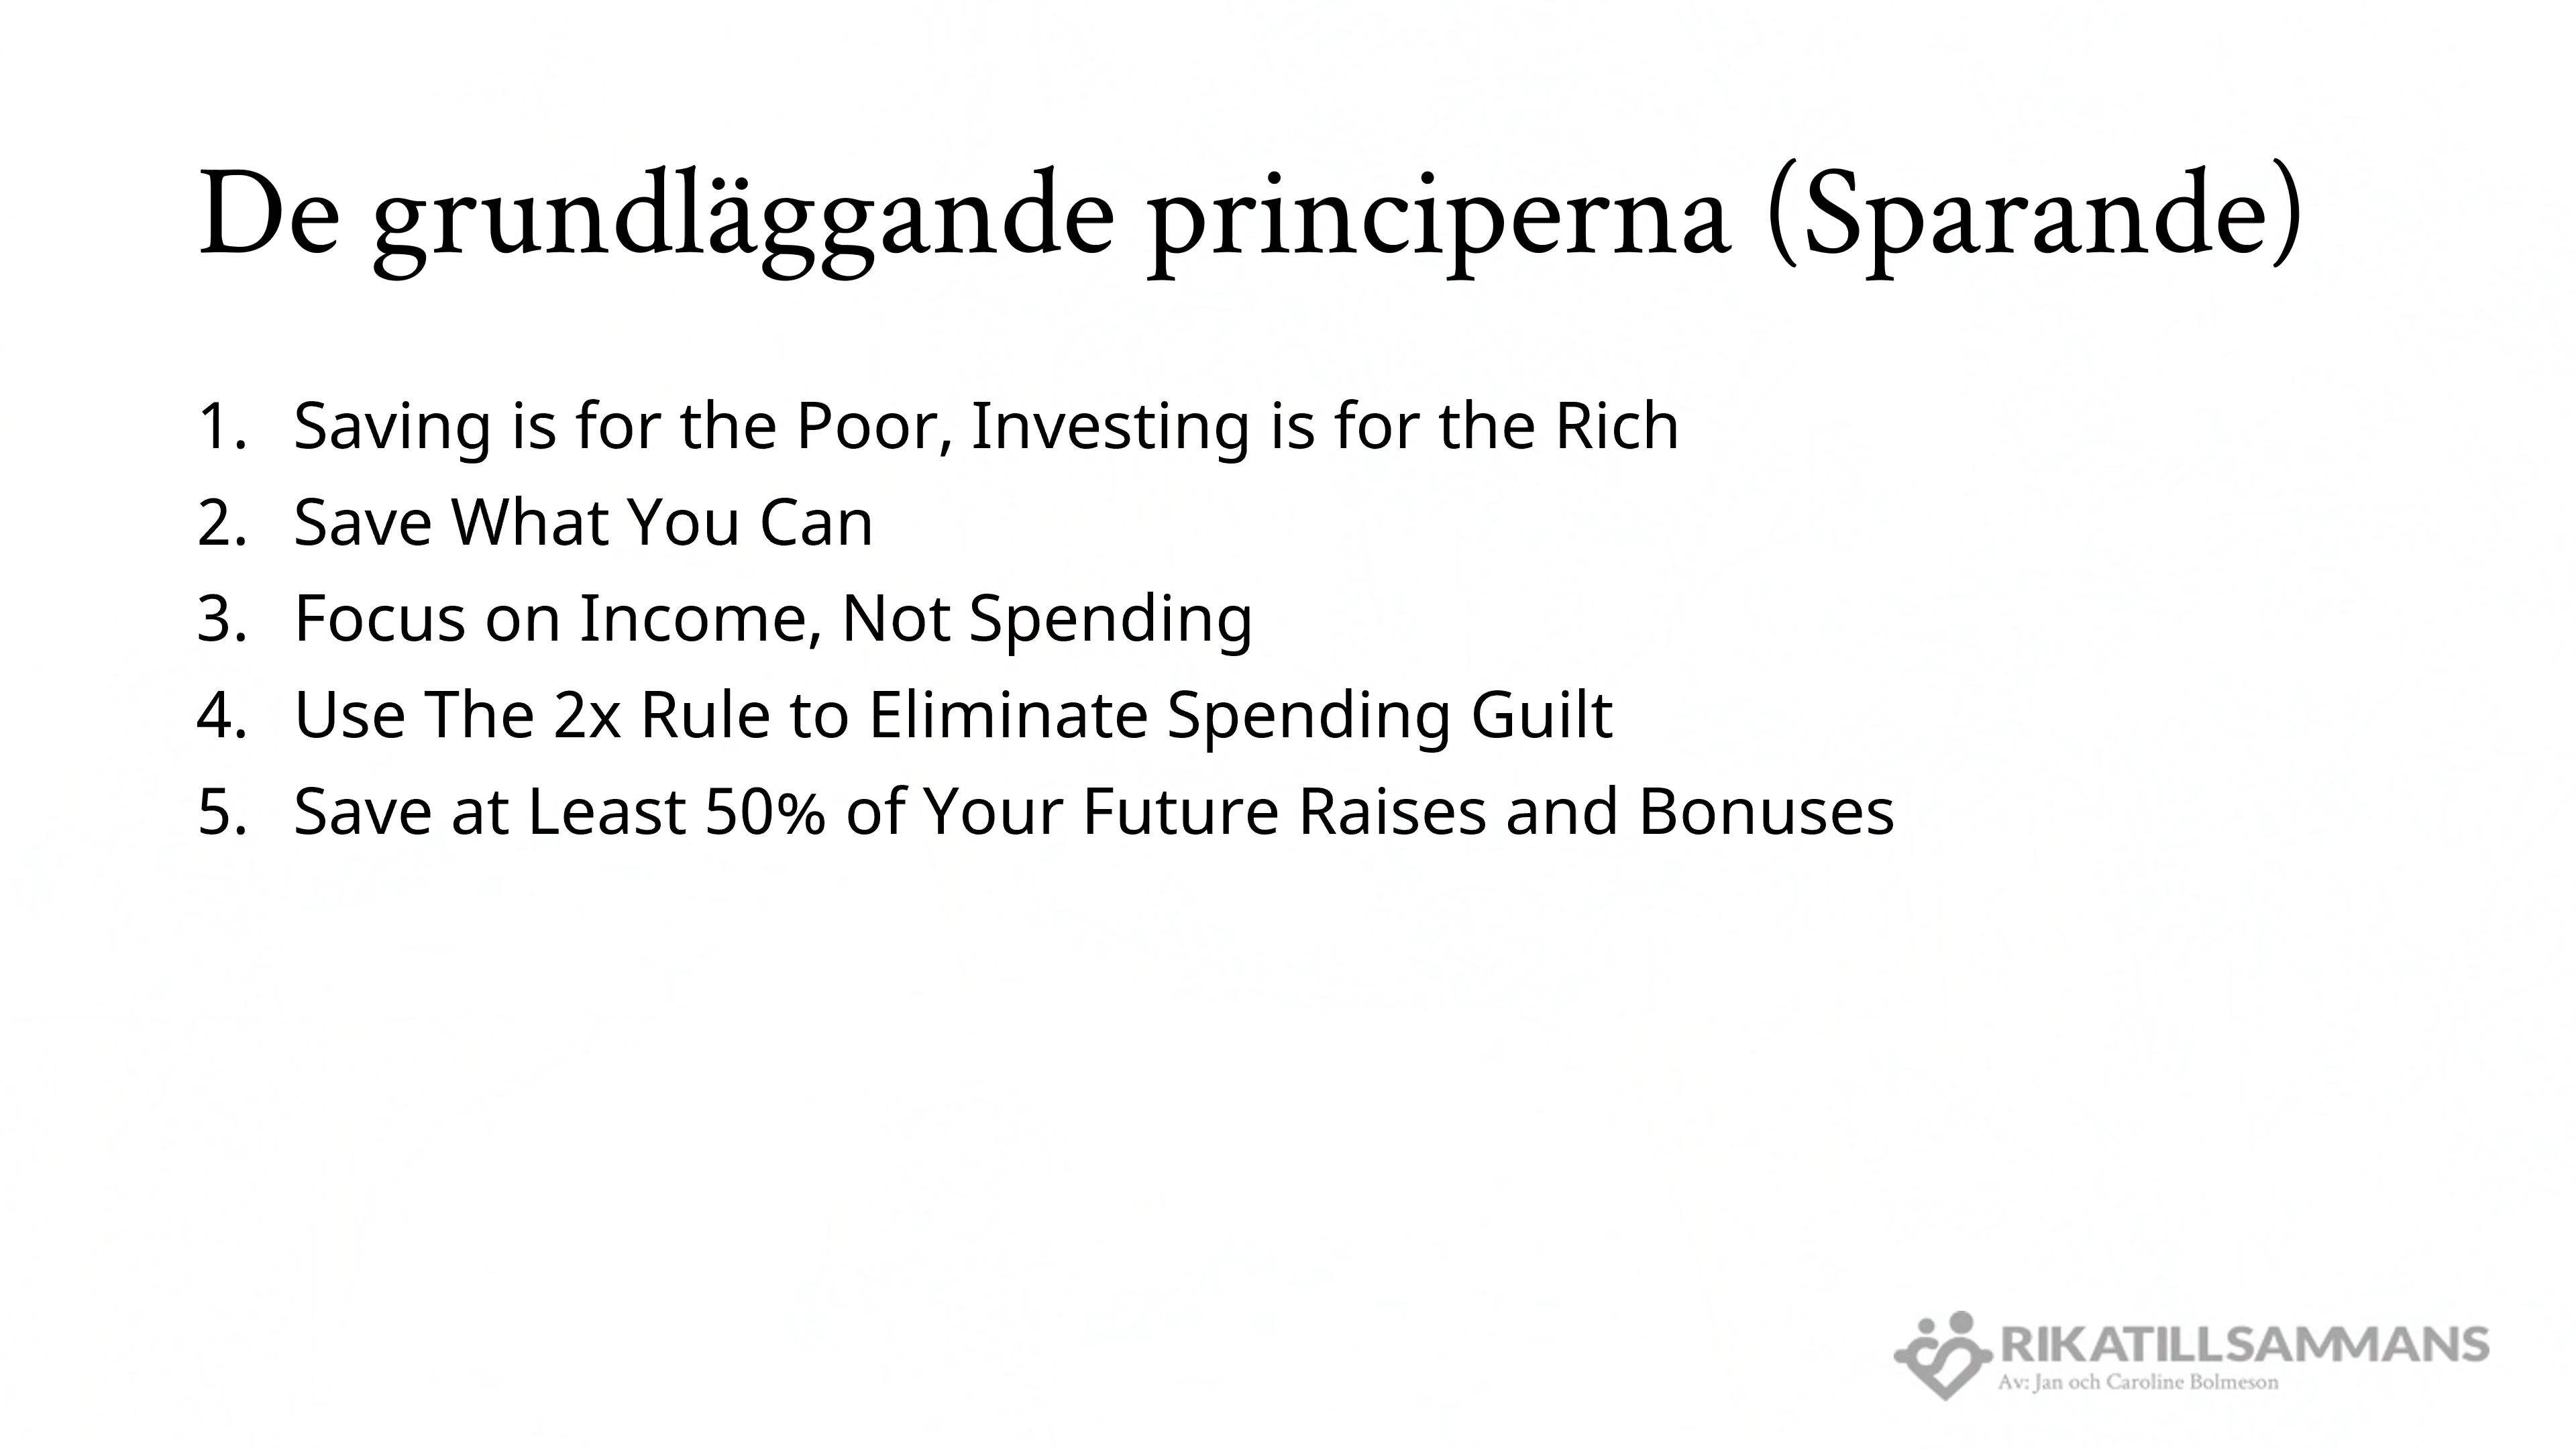 De grundläggande principerna (Sparande)
1. Saving is for the Poor, Investing is for the Rich
2. Save What You Can
3. Focus on Income, Not Spending
4. Use The 2x Rule to Eliminate Spending Guilt
5. Save at Least 50% of Your Future Raises and Bonuses
RIKATILLSAMMANS
Av: Jan och Caroline Bolmeson